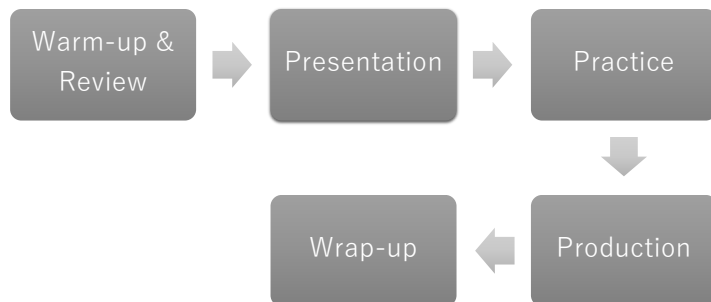 Warm-up &
Review
Presentation
Practice
Production
Wrap-up